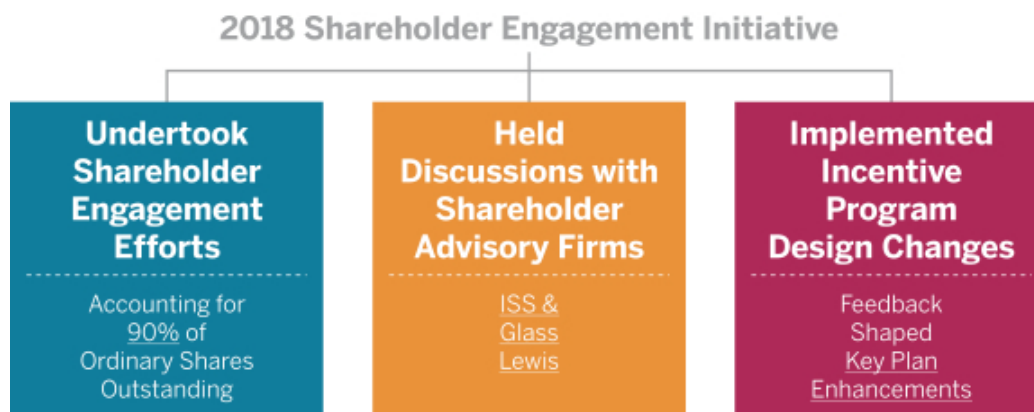 2018 Shareholder Engagement Initiative
Undertook
Shareholder
Engagement
Efforts
Accounting for
90% of
Ordinary Shares
Outstanding
Held
Discussions with
Shareholder
Advisory Firms
ISS &
Glass
Lewis
Implemented
Incentive
Program
Design Changes
Feedback
Shaped
Key Plan
Enhancements